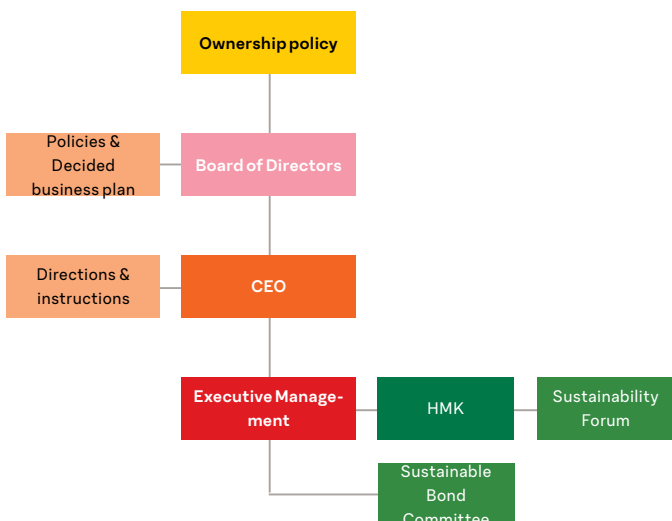 Ownership policy
Policies &
Decided
business plan
Board of Directors
Directions &
instructions
CEO
Executive Manage-
ment
HMK
Sustainability
Forum
Sustainable
Bond
Committee